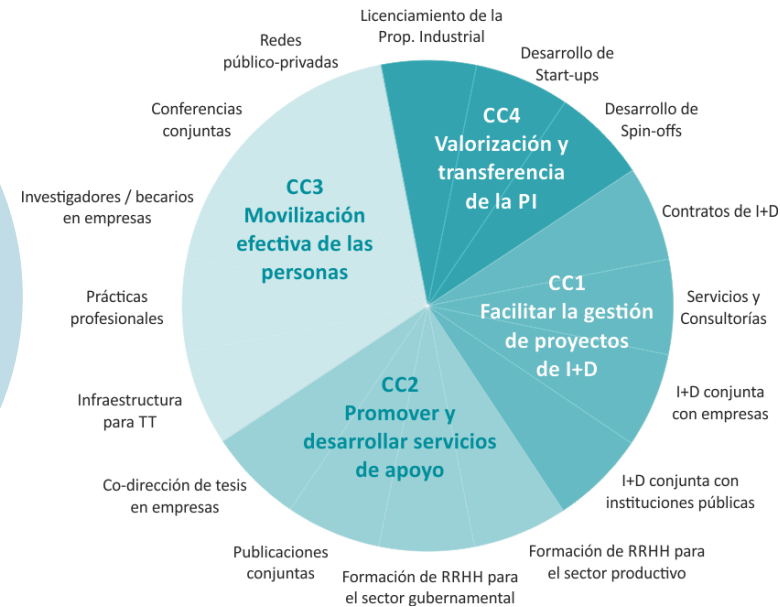 Licenciamiento de la
Prop. Industrial
Desarrollo de
Start-ups
Desarrollo de
Spin-offs
Contratos de I+D
Servicios y
Consultorías
I+D conjunta
con empresas
I+D conjunta con
instituciones públicas
Formación de RRHH para
el sector productivo
Formación de RRHH para
el sector gubernamental
Publicaciones
conjuntas
Co-dirección de tesis
en empresas
Infraestructura
para TT
Prácticas
profesionales
Investigadores / becarios
en empresas
Conferencias
conjuntas
Redes
público-privadas
CC4
Valorización y
transferencia
de la PI
CC1
Facilitar la gestión
de proyectos
de I+D
CC2
Promover y
desarrollar servicios
de apoyo
CC3
Movilización
efectiva de las
personas